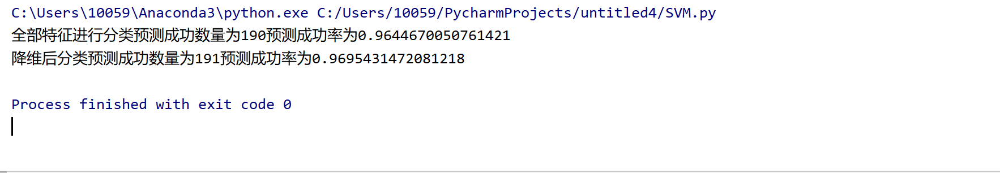 C:\Users\10059\Anaconda3\python.exe C:/Users/10059/PycharmProjects/untitled4/SVM.py
全部特征进行分类预测成功数量为190预测成功率为0.9644670050761421
降维后分类预测成功数量为191预测成功率为0.9695431472081218
Process finished with exit code 0